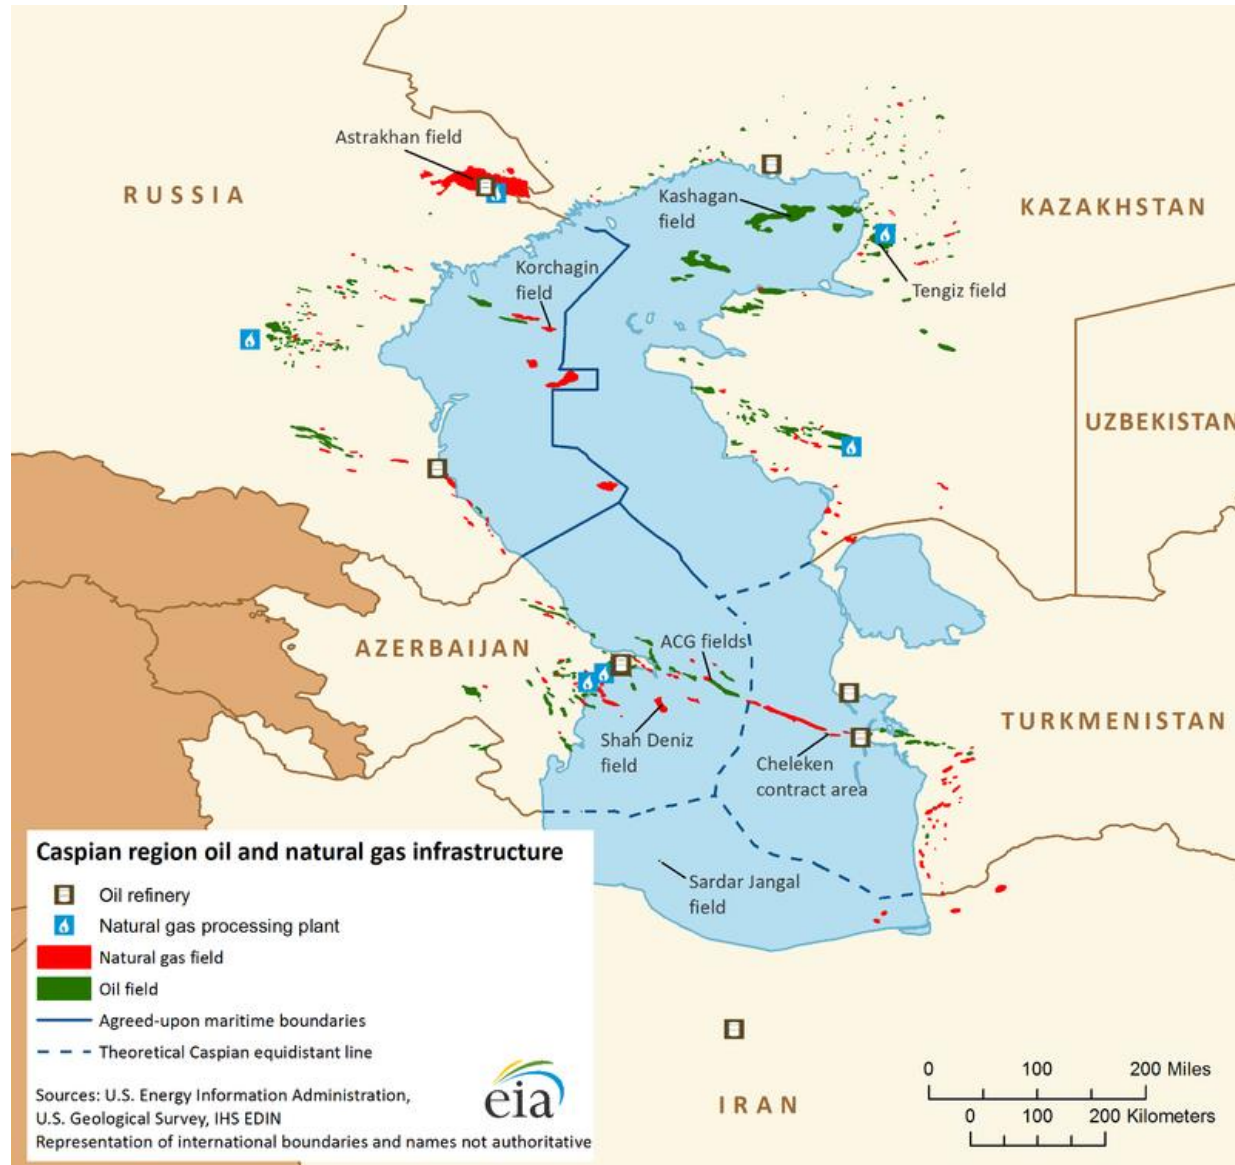 Astrakhan field
RUSSIA
Kashagan
field
KAZAKHSTAN
Korchagin
field
Tengiz field
UZBEKISTAN
AZERBAIJAN
ACG fields
TURKMENISTAN
Shah Deniz
field
Cheleken
contract area
Sardar Jangal
field
IRAN
Caspian region oil and natural gas infrastructure
Oil refinery
Natural gas processing plant
Natural gas field
Oil field
Agreed-upon maritime boundaries
Theoretical Caspian equidistant line
Sources: U.S. Energy Information Administration,
U.S. Geological Survey, IHS EDIN
Representation of international boundaries and names not authoritative
eia
0 100 200 Miles
0 100 200 Kilometers